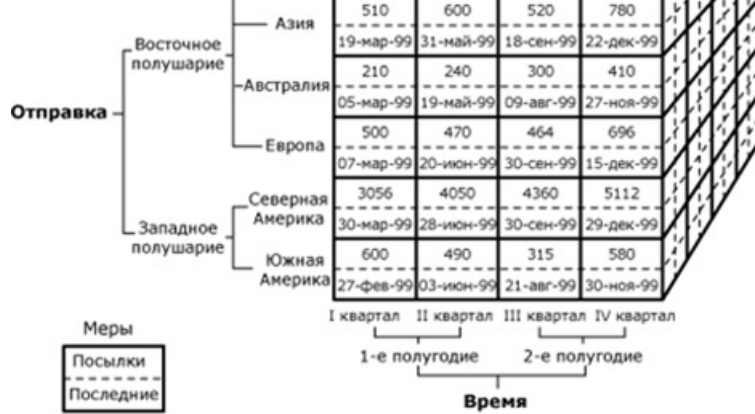 510 600 520 780
Азия
19-мар-99 31-май-99 18-сен-99 22-дек-99
Восточное
полушарие
210 240 300 410
Австралия
05-мар-99 19-май-99 09-авг-99 27-ноя-99
Отправка
500 470 464 696
Европа
07-мар-99 20-июн-99 30-сен-99 15-дек-99
Северная
Америка
3056 4050 4360 5112
30-мар-99 28-июн-99 30-сен-99 29-дек-99
Западное
полушарие
600 490 315 580
Южная
Америка
27-фев-99 03-июн-99 21-авг-99 30-ноя-99
I квартал II квартал III квартал IV квартал
Меры
1-е полугодие 2-е полугодие
Посылки
Последние
Время